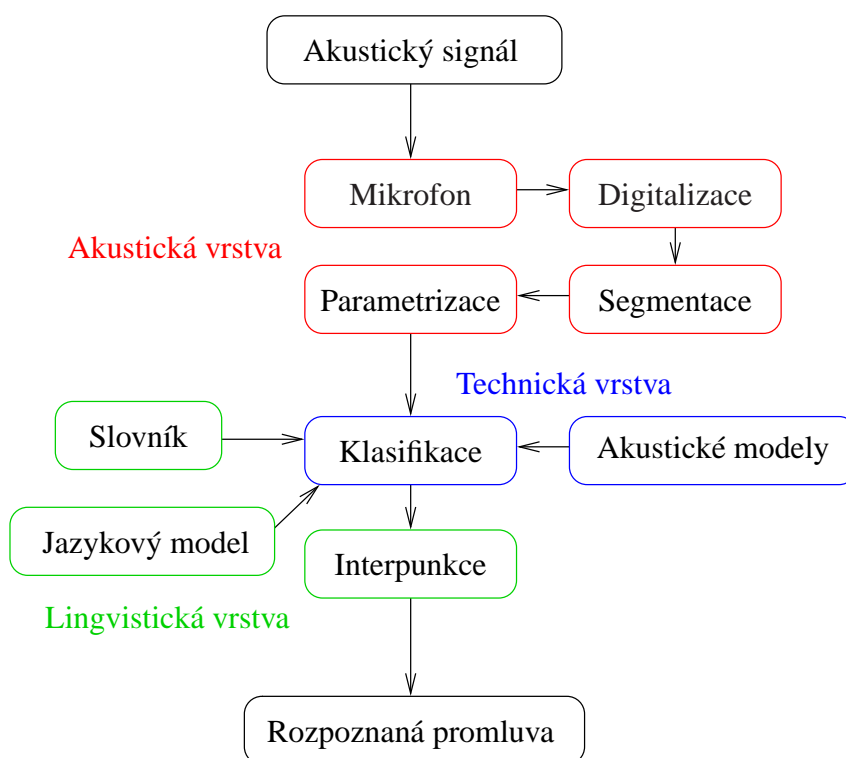 Akustický signál
Mikrofon
Digitalizace
Akustická vrstva
Parametrizace
Segmentace
Technická vrstva
Slovník
Klasifikace
Akustické modely
Jazykový model
Interpunkce
Lingvistická vrstva
Rozpoznaná promluva